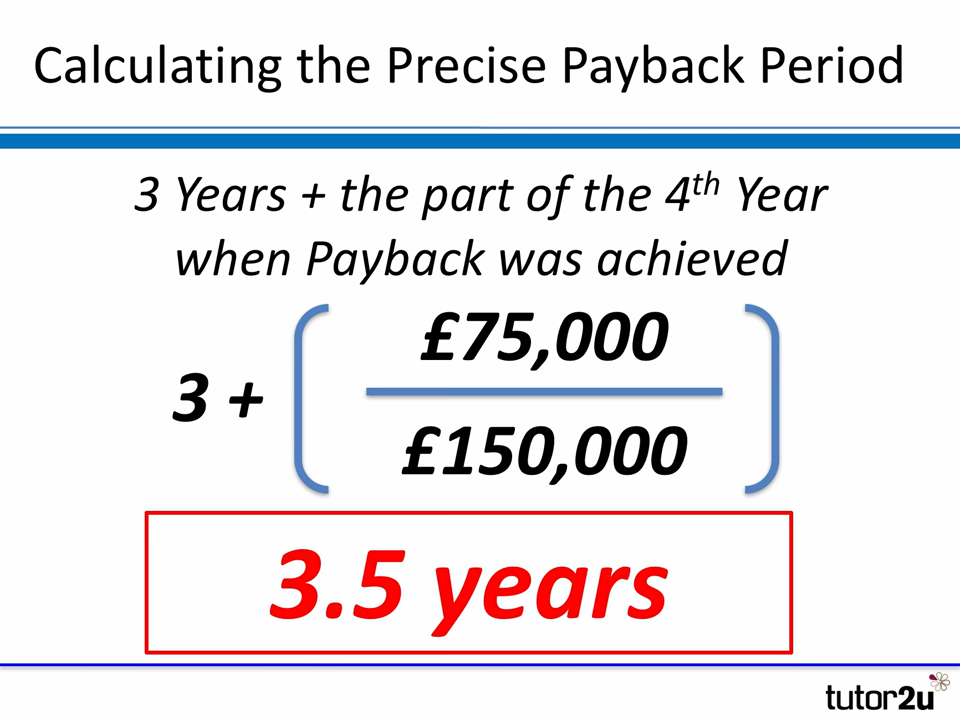 Calculating the Precise Payback Period
3 Years + the part of the 4th Year
when Payback was achieved
£75,000
3 +
£150,000
3.5 years
tutor2u